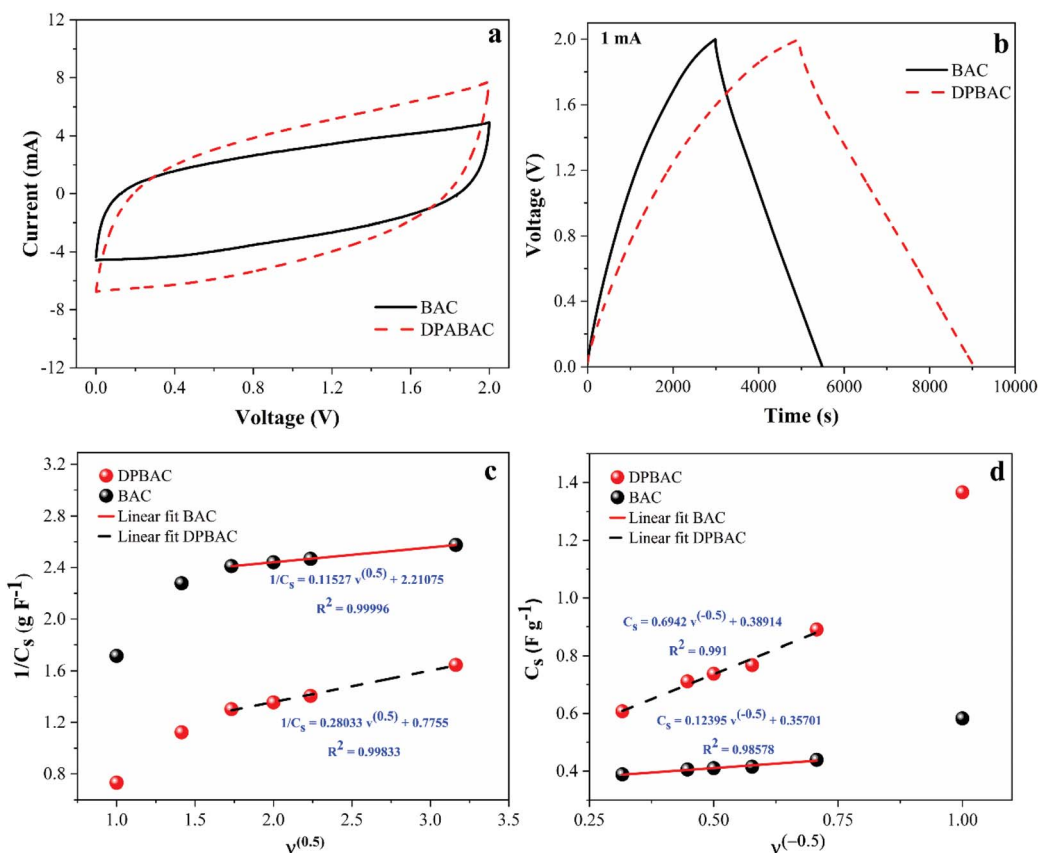 a
12
8
4
0
-4
-8
-12
Current (mA)
BAC
DPABAC
0.0 0.4 0.8 1.2 1.6 2.0
Voltage (V)
b
1 mA
2.0
1.6
1.2
0.8
0.4
0.0
Voltage (V)
BAC
DPBAC
0 2000 4000 6000 8000 10000
Time (s)
c
3.2
2.8
2.4
2.0
1.6
1.2
0.8
1/Cₛ (g F⁻¹)
DPBAC
BAC
Linear fit BAC
Linear fit DPBAC
1/Cₛ = 0.11527 v^(0.5) + 2.21075
R² = 0.99996
1/Cₛ = 0.28033 v^(0.5) + 0.7755
R² = 0.99833
1.0 1.5 2.0 2.5 3.0 3.5
ν^(0.5)
d
1.4
1.2
1.0
0.8
0.6
0.4
Cₛ (F g⁻¹)
DPBAC
BAC
Linear fit BAC
Linear fit DPBAC
Cₛ = 0.6942 v^(-0.5) + 0.38914
R² = 0.991
Cₛ = 0.12395 v^(-0.5) + 0.35701
R² = 0.98578
0.25 0.50 0.75 1.00
ν^(−0.5)